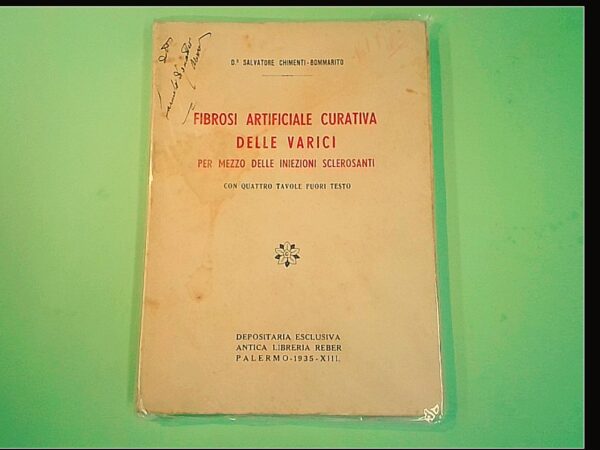 D.r SALVATORE CHIMENTI-BOMMARITO
FIBROSI ARTIFICIALE CURATIVA
DELLE VARICI
PER MEZZO DELLE INIEZIONI SCLEROSANTI
CON QUATTRO TAVOLE FUORI TESTO
DEPOSITARIA ESCLUSIVA
ANTICA LIBRERIA REBER
PALERMO-1935-XIII.